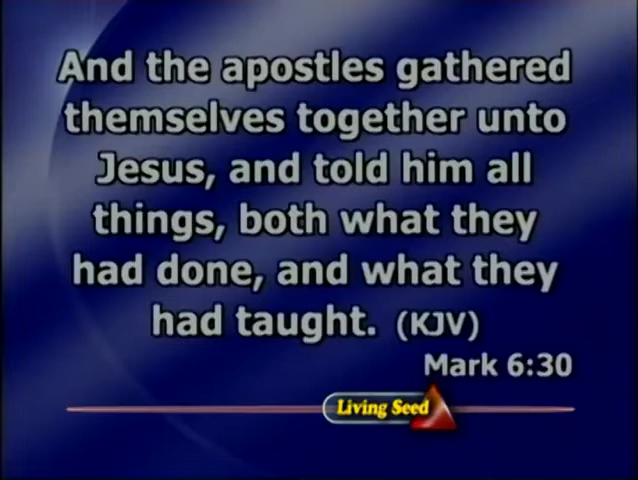 And the apostles gathered
themselves together unto
Jesus, and told him all
things, both what they
had done, and what they
had taught. (KJV)
Mark 6:30
Living Seed